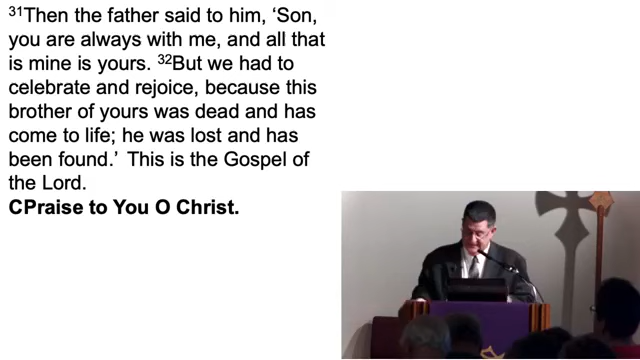 31Then the father said to him, ‘Son,
you are always with me, and all that
is mine is yours. 32But we had to
celebrate and rejoice, because this
brother of yours was dead and has
come to life; he was lost and has
been found.’ This is the Gospel of
the Lord.
CPraise to You O Christ.